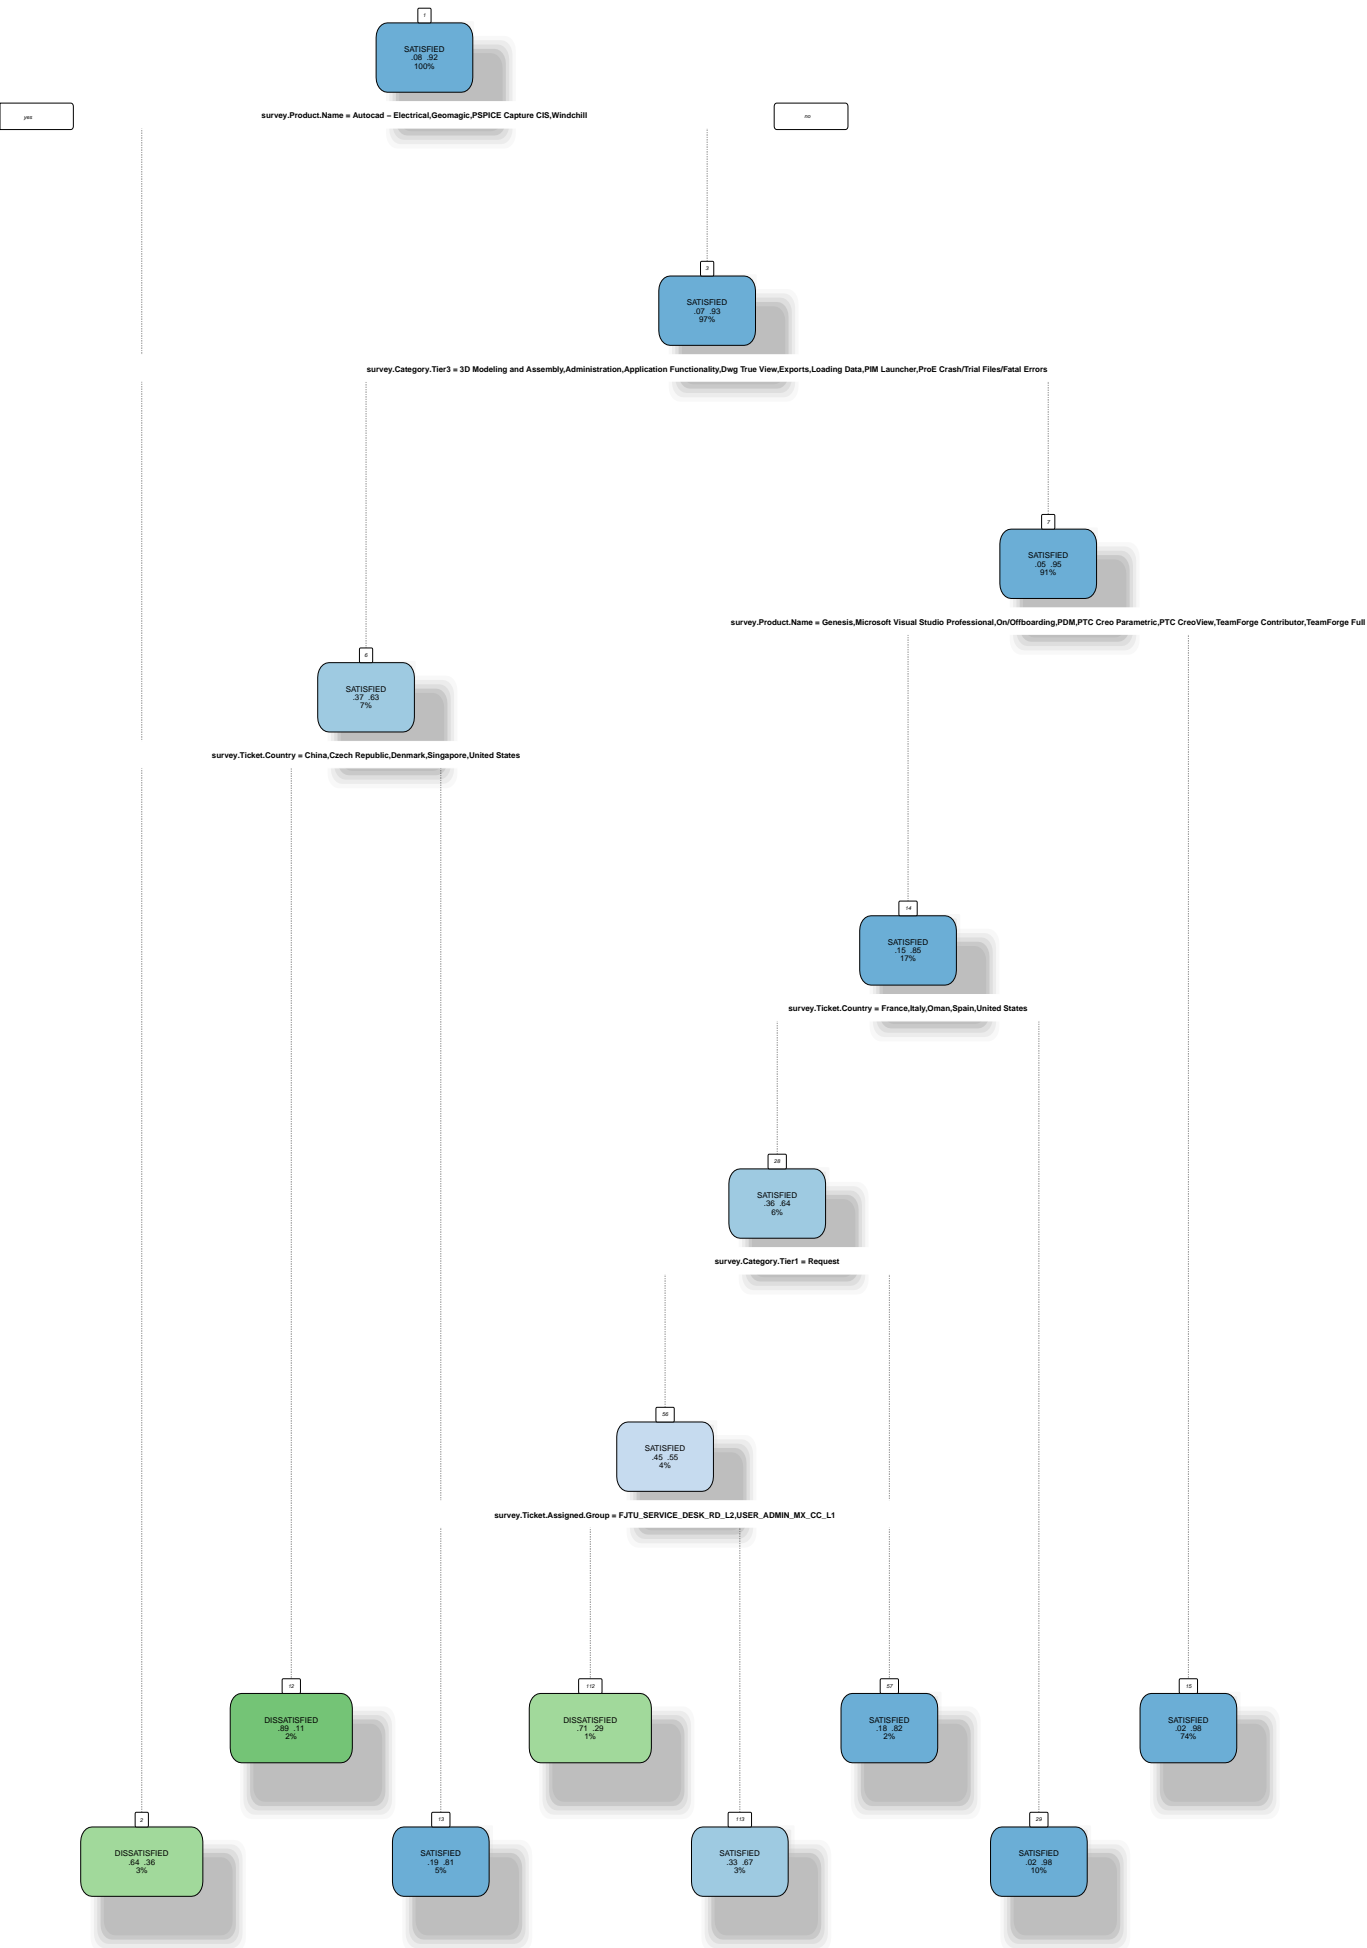 1
SATISFIED
.08 .92
100%
yes
survey.Product.Name = Autocad – Electrical,Geomagic,PSPICE Capture CIS,Windchill
no
3
SATISFIED
.07 .93
97%
survey.Category.Tier3 = 3D Modeling and Assembly,Administration,Application Functionality,Dwg True View,Exports,Loading Data,PIM Launcher,ProE Crash/Trial Files/Fatal Errors
7
SATISFIED
.05 .95
91%
survey.Product.Name = Genesis,Microsoft Visual Studio Professional,On/Offboarding,PDM,PTC Creo Parametric,PTC CreoView,TeamForge Contributor,TeamForge Full
6
SATISFIED
.37 .63
7%
survey.Ticket.Country = China,Czech Republic,Denmark,Singapore,United States
14
SATISFIED
.15 .85
17%
survey.Ticket.Country = France,Italy,Oman,Spain,United States
28
SATISFIED
.36 .64
6%
survey.Category.Tier1 = Request
56
SATISFIED
.45 .55
4%
survey.Ticket.Assigned.Group = FJTU_SERVICE_DESK_RD_L2,USER_ADMIN_MX_CC_L1
12
DISSATISFIED
.89 .11
2%
112
DISSATISFIED
.71 .29
1%
57
SATISFIED
.18 .82
2%
15
SATISFIED
.02 .98
74%
2
DISSATISFIED
.64 .36
3%
13
SATISFIED
.19 .81
5%
113
SATISFIED
.33 .67
3%
29
SATISFIED
.02 .98
10%